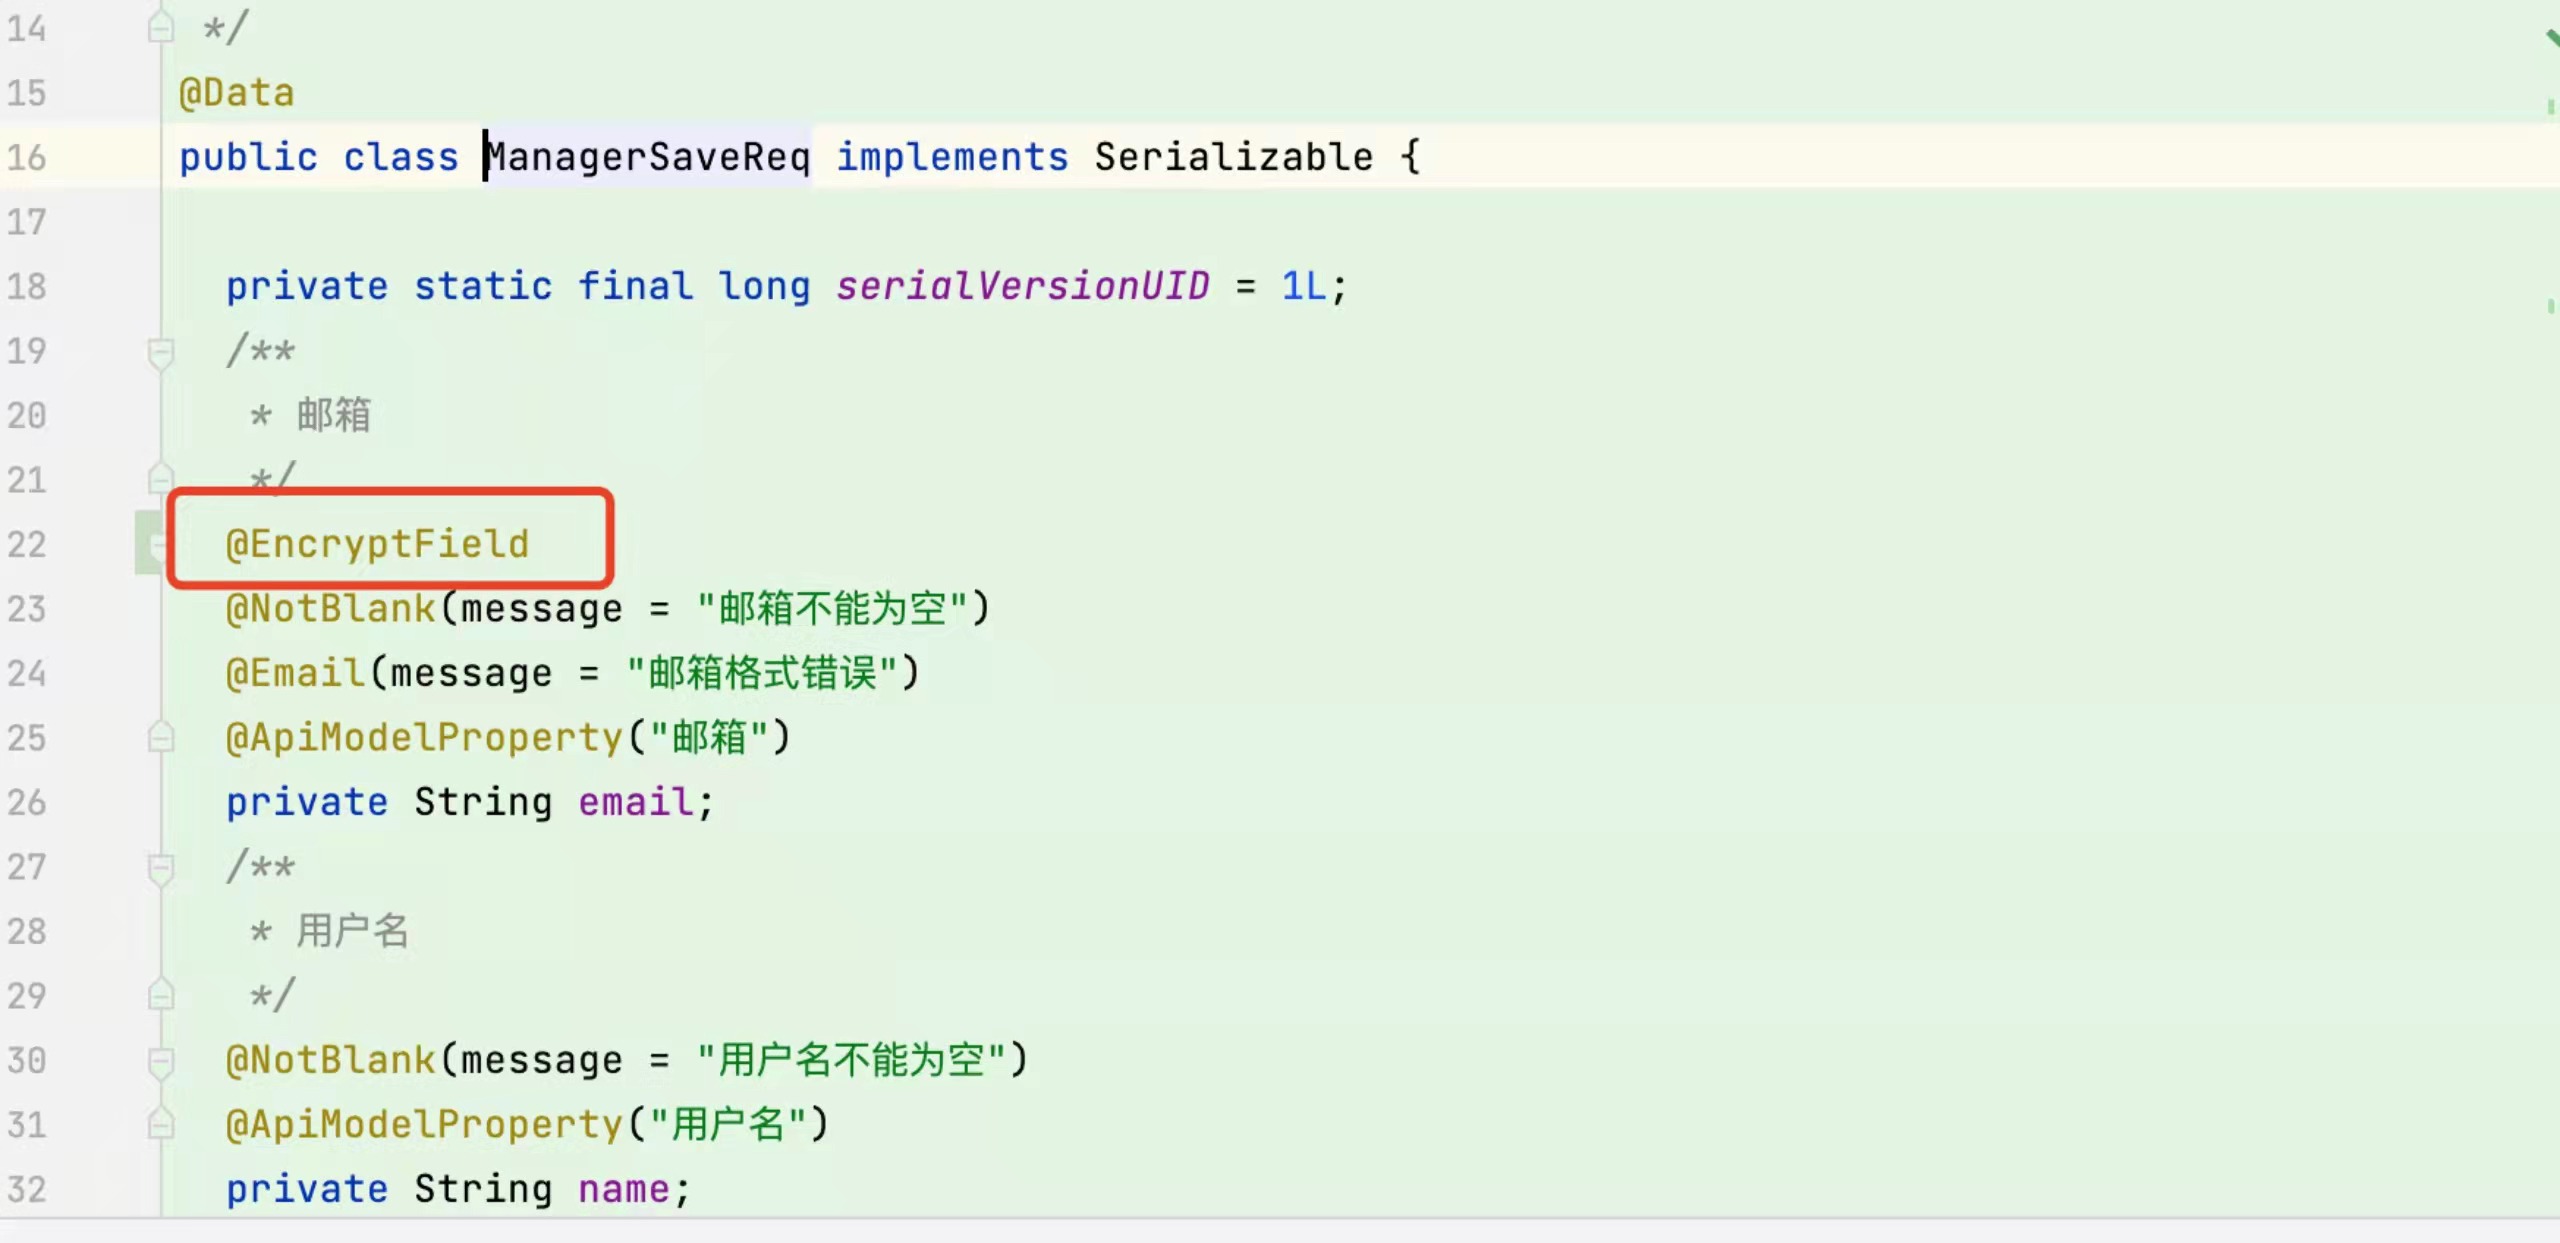 14 */
15 @Data
16 public class ManagerSaveReq implements Serializable {
17
18 private static final long serialVersionUID = 1L;
19 /**
20 * 邮箱
21 */
22 @EncryptField
23 @NotBlank(message = "邮箱不能为空")
24 @Email(message = "邮箱格式错误")
25 @ApiModelProperty("邮箱")
26 private String email;
27 /**
28 * 用户名
29 */
30 @NotBlank(message = "用户名不能为空")
31 @ApiModelProperty("用户名")
32 private String name;